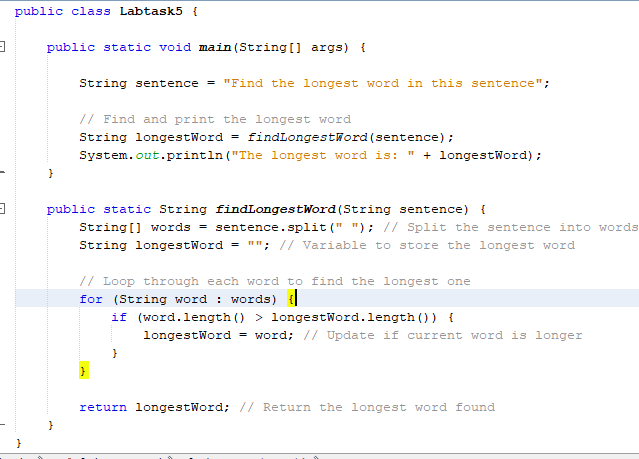 public class Labtask5 {
public static void main(String[] args) {
String sentence = "Find the longest word in this sentence";
// Find and print the longest word
String longestWord = findLongestWord(sentence);
System.out.println("The longest word is: " + longestWord);
}
public static String findLongestWord(String sentence) {
String[] words = sentence.split(" "); // Split the sentence into words
String longestWord = ""; // Variable to store the longest word
// Loop through each word to find the longest one
for (String word : words) {
if (word.length() > longestWord.length()) {
longestWord = word; // Update if current word is longer
}
}
return longestWord; // Return the longest word found
}
}